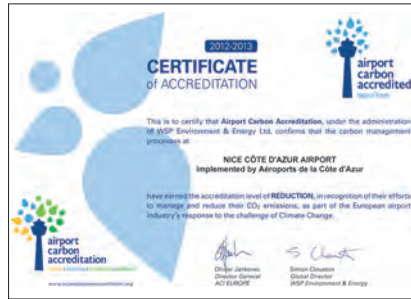 2012-2013
CERTIFICATE
of ACCREDITATION
airport
carbon
accredited
This is to certify that Airport Carbon Accreditation, under the administration
of WSP Environment & Energy Ltd, confirms that the carbon management
processes at
NICE CÔTE D'AZUR AIRPORT
implemented by Aéroports de la Côte d'Azur
have earned the accreditation level of REDUCTION, in recognition of their efforts
to manage and reduce their CO₂ emissions, as part of the European airport
industry's response to the challenge of Climate Change.
airport
carbon
accreditation
www.airportcarbonaccreditation.org
Olivier Jankovec
Director General
ACI EUROPE
Simon Clouston
Global Director
WSP Environment & Energy